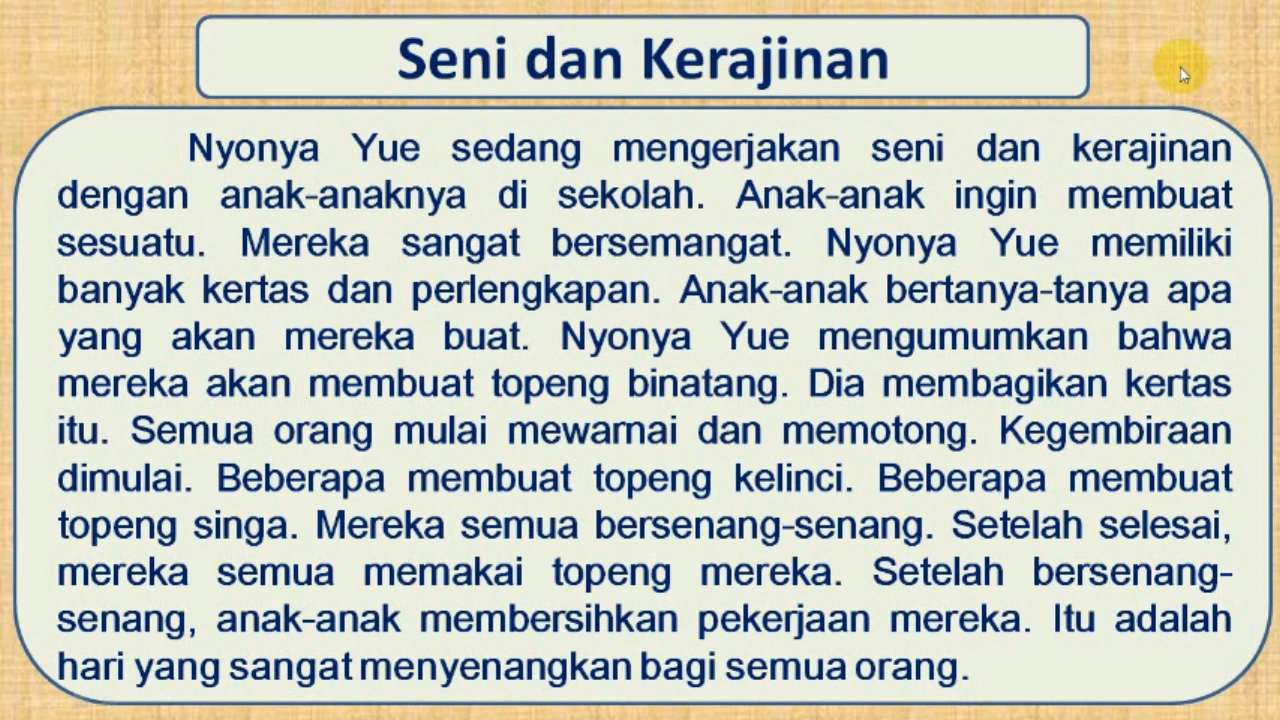 Seni dan Kerajinan
Nyonya Yue sedang mengerjakan seni dan kerajinan
dengan anak-anaknya di sekolah. Anak-anak ingin membuat
sesuatu. Mereka sangat bersemangat. Nyonya Yue memiliki
banyak kertas dan perlengkapan. Anak-anak bertanya-tanya apa
yang akan mereka buat. Nyonya Yue mengumumkan bahwa
mereka akan membuat topeng binatang. Dia membagikan kertas
itu. Semua orang mulai mewarnai dan memotong. Kegembiraan
dimulai. Beberapa membuat topeng kelinci. Beberapa membuat
topeng singa. Mereka semua bersenang-senang. Setelah selesai,
mereka semua memakai topeng mereka. Setelah bersenang-
senang, anak-anak membersihkan pekerjaan mereka. Itu adalah
hari yang sangat menyenangkan bagi semua orang.